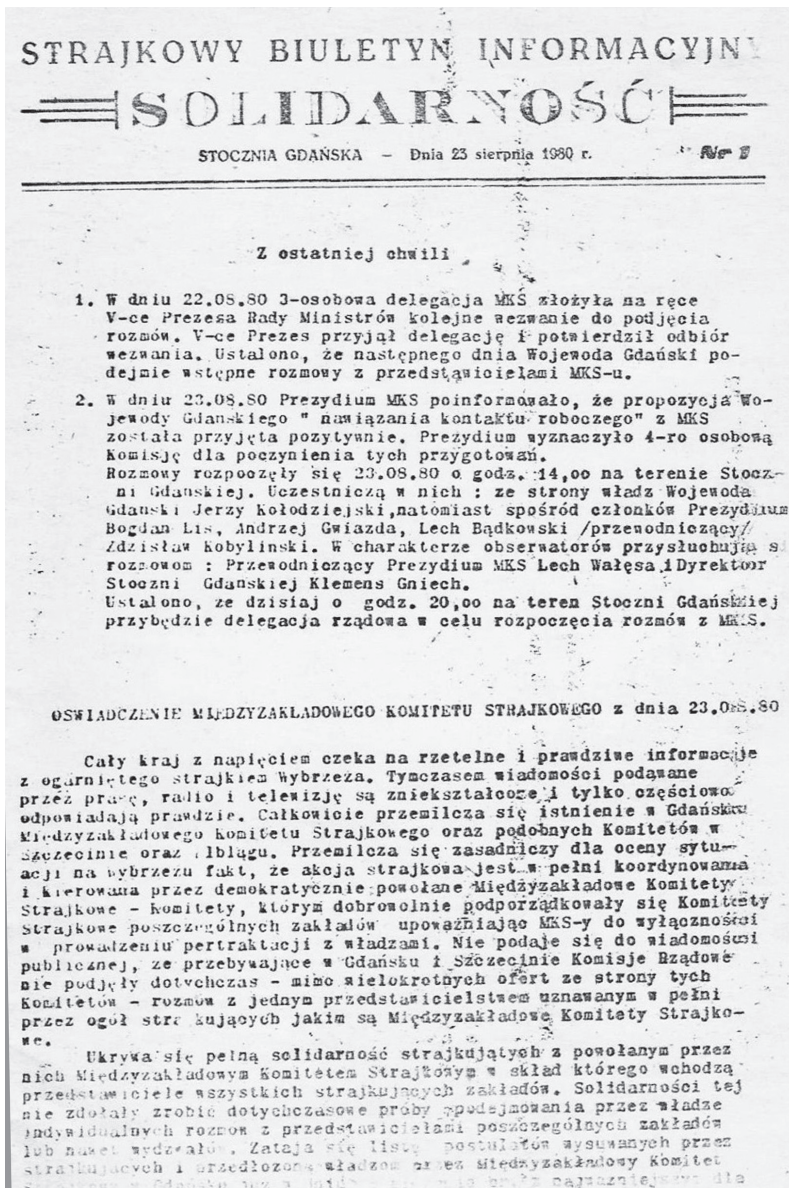 STRAJKOWY BIULETYN INFORMACYJNY
SOLIDARNOŚĆ
STOCZNIA GDAŃSKA – Dnia 23 sierpnia 1980 r. Nr 1
Z ostatniej chwili
1. W dniu 22.08.80 3-osobowa delegacja MKS złożyła na ręce
V-ce Prezesa Rady Ministrów kolejne wezwanie do podjęcia
rozmów. V-ce Prezes przyjął delegację i potwierdził odbiór
wezwania. Ustalono, że następnego dnia Wojewoda Gdański po-
dejmie wstępne rozmowy z przedstawicielami MKS-u.
2. W dniu 23.08.80 Prezydium MKS poinformowało, że propozycja Wo-
jewody Gdanskiego " nawiązania kontaktu roboczego" z MKS
została przyjęta pozytywnie. Prezydium wyznaczyło 4-ro osobową
Komisję dla poczynienia tych przygotowań.
Rozmowy rozpoczęły się 23.08.80 o godz. 14,oo na terenie Stocz-
ni Gdańskiej. Uczestniczą w nich : ze strony władz Wojewoda
Gdański Jerzy Kołodziejski,natomiast spośród członków Prezydium
Bogdan Lis, Andrzej Gwiazda, Lech Bądkowski /przewodniczący/
Zdzisław Kobylinski. W charakterze obserwatorów przysłuchują s
rozmowom : Przewodniczący Prezydium MKS Lech Wałęsa i Dyrektoor
Stoczni Gdańskiej Klemens Gniech.
Ustalono, ze dzisiaj o godz. 20,oo na teren Stoczni Gdańskiej
przybędzie delegacja rządowa w celu rozpoczęcia rozmów z MKS.
OSWIADCZENIE MIĘDZYZAKLADOWEGO KOMITETU STRAJKOWEGO z dnia 23.08.80
Cały kraj z napięciem czeka na rzetelne i prawdziwe informacje
z ogarniętego strajkiem Wybrzeża. Tymczasem wiadomości podawane
przez prasę, radio i telewizję są zniekształcone i tylko częściowo
odpowiadają prawdzie. Całkowicie przemilcza się istnienie w Gdańsku
Międzyzakładowego Komitetu Strajkowego oraz podobnych Komitetów w
Szczecinie oraz Elblągu. Przemilcza się zasadniczy dla oceny sytu-
acji na wybrzezu fakt, że akcja strajkowa jest w pełni koordynowana
i kierowana przez demokratycznie powołane Międzyzakładowe Komitety
Strajkowe - Komitety, którym dobrowolnie podporządkowały się Komitety
Strajkowe poszczególnych zakładów upoważniając MKS-y do wyłączności
w prowadzeniu pertraktacji z władzami. Nie podaje się do wiadomości
publicznej, ze przebywające w Gdańsku i Szczecinie Komisje Rządowe
nie podjęły dotychczas - mimo wielokrotnych ofert ze strony tych
Komitetów - rozmów z jednym przedstawicielstwem uznawanym w pełni
przez ogół strajkujących jakim są Międzyzakładowe Komitety Strajko-
we.
Ukrywa się pełną solidarność strajkujących z powołanym przez
nich Międzyzakładowym Komitetem Strajkowym w skład którego wchodzą
przedstawiciele wszystkich strajkujących zakładów. Solidarności tej
nie zdołały zrobić dotychczasowe próby podejmowania przez władze
indywidualnych rozmow z przedstawicielami poszczególnych zakładów
lub nawet wydziałów. Zataja się listę postulatów wysuwanych przez
strajkujących i przedłozoną władzom przez Międzyzakładowy Komitet